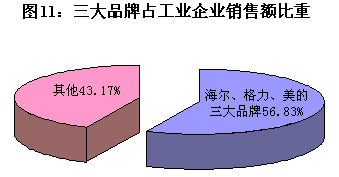 图11：三大品牌占工业企业销售额比重
其他43.17%
海尔、格力、美的
三大品牌56.83%